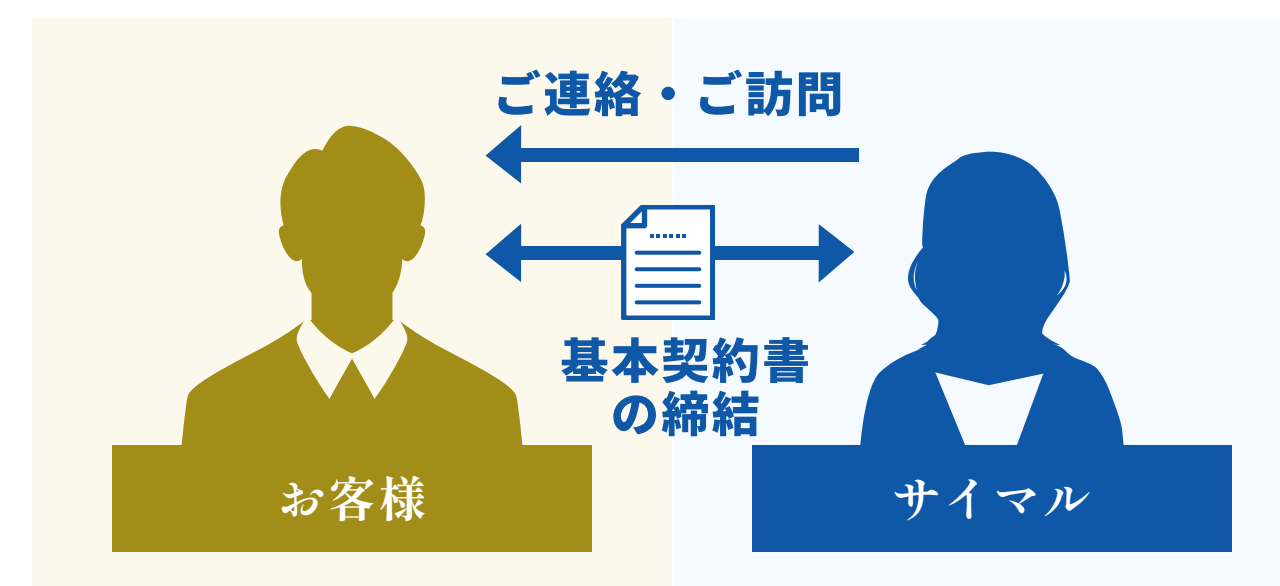 ご連絡・ご訪問
基本契約書
の締結
お客様
サイマル